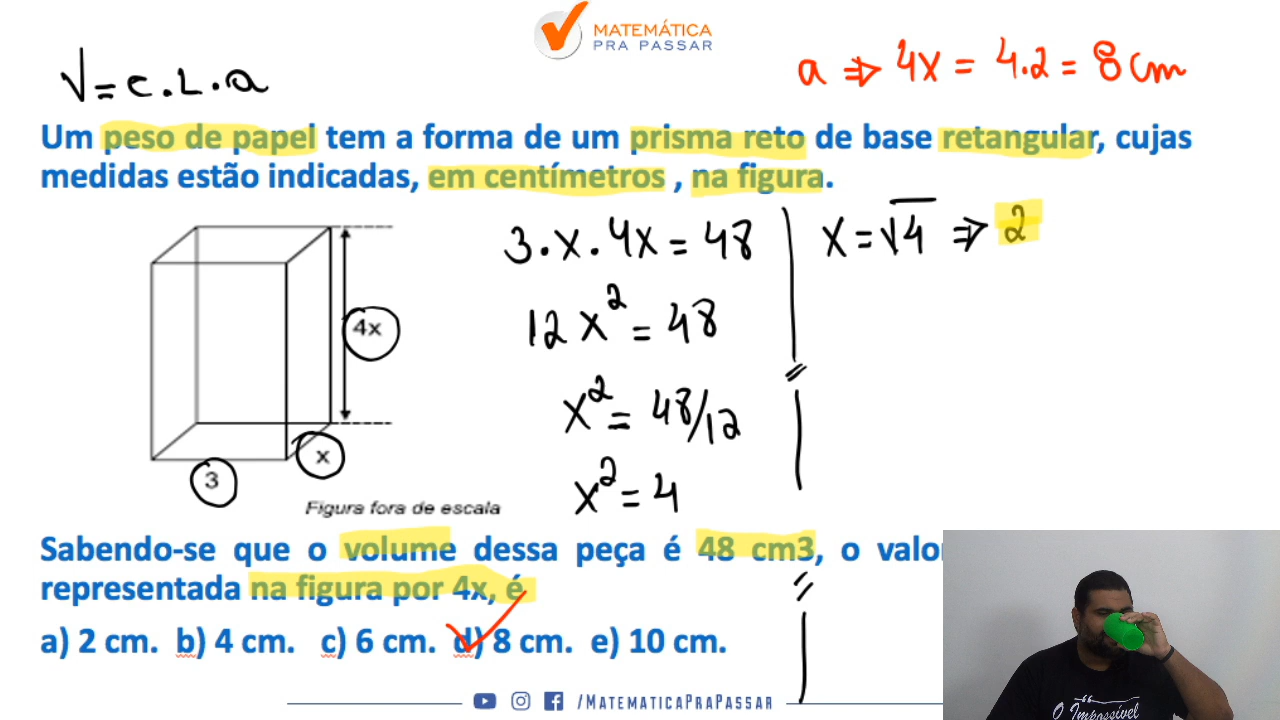 MATEMÁTICA
PRA PASSAR
V = C.L.a
a ⇒ 4x = 4.2 = 8 cm
Um peso de papel tem a forma de um prisma reto de base retangular, cujas
medidas estão indicadas, em centímetros , na figura.
3.x.4x = 48
x = √4 ⇒ 2
12x² = 48
4x
x² = 48/12
x
3
x² = 4
Figura fora de escala
Sabendo-se que o volume dessa peça é 48 cm3, o
representada na figura por 4x, é
a) 2 cm. b) 4 cm. c) 6 cm. d) 8 cm. e) 10 cm.
/MATEMATICAPRAPASSAR
O Impossível